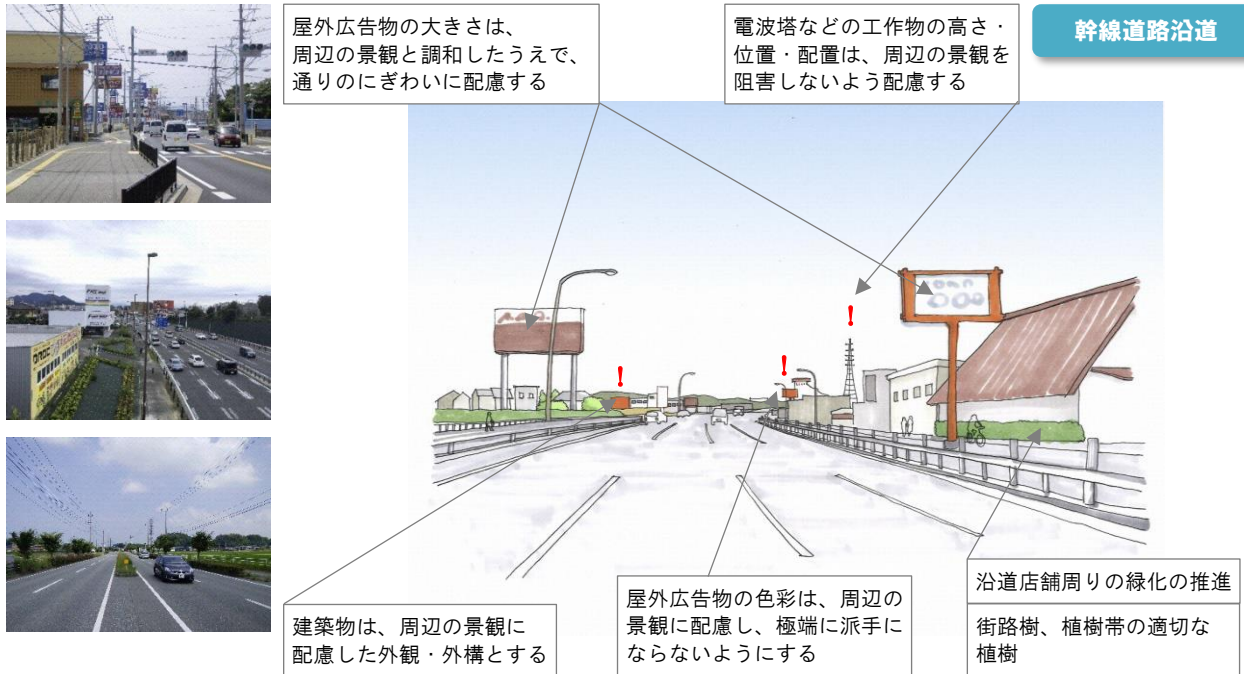 屋外広告物の大きさは、
周辺の景観と調和したうえで、
通りのにぎわいに配慮する
電波塔などの工作物の高さ・
位置・配置は、周辺の景観を
阻害しないよう配慮する
幹線道路沿道
!
!
!
建築物は、周辺の景観に
配慮した外観・外構とする
屋外広告物の色彩は、周辺の
景観に配慮し、極端に派手に
ならないようにする
沿道店舗周りの緑化の推進
街路樹、植樹帯の適切な
植樹